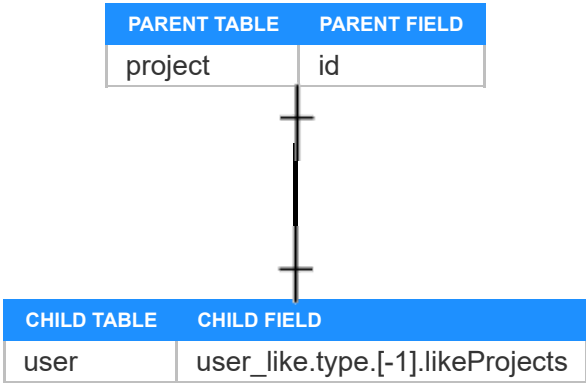 PARENT TABLE PARENT FIELD
project id
CHILD TABLE CHILD FIELD
user user_like.type.[-1].likeProjects